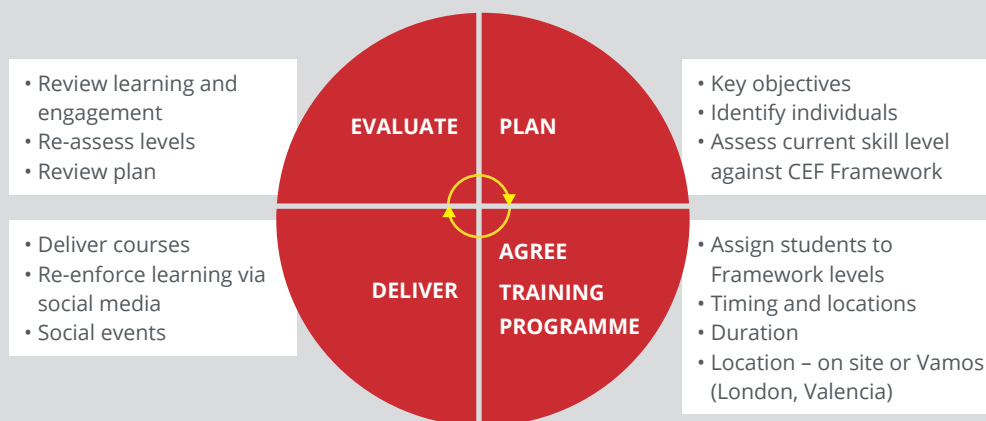 • Review learning and
engagement
• Re-assess levels
• Review plan
EVALUATE
PLAN
• Key objectives
• Identify individuals
• Assess current skill level
against CEF Framework
• Deliver courses
• Re-enforce learning via
social media
• Social events
DELIVER
AGREE
TRAINING
PROGRAMME
• Assign students to
Framework levels
• Timing and locations
• Duration
• Location – on site or Vamos
(London, Valencia)